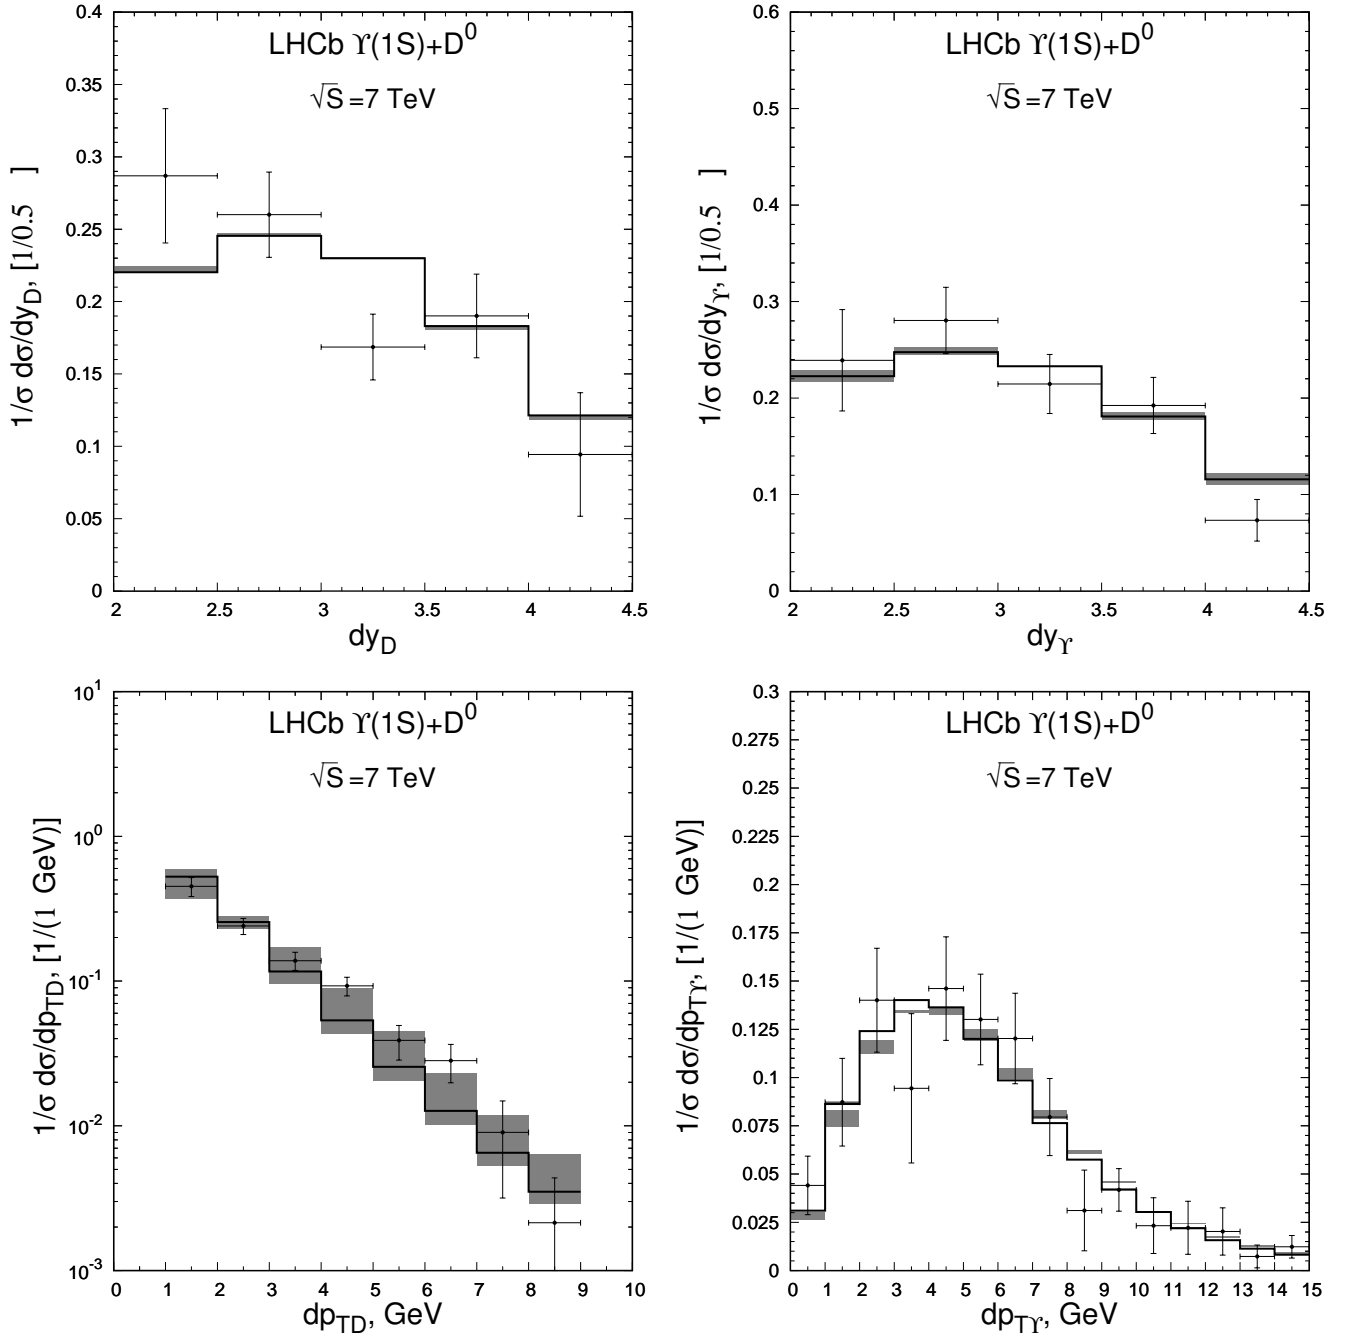 LHCb ϒ(1S)+D⁰
√S =7 TeV
1/σ dσ/dy_D, [1/0.5 ]
0.4
0.35
0.3
0.25
0.2
0.15
0.1
0.05
0
2 2.5 3 3.5 4 4.5
dy_D
LHCb ϒ(1S)+D⁰
√S =7 TeV
1/σ dσ/dy_ϒ, [1/0.5 ]
0.6
0.5
0.4
0.3
0.2
0.1
0
2 2.5 3 3.5 4 4.5
dy_ϒ
LHCb ϒ(1S)+D⁰
√S =7 TeV
1/σ dσ/dp_TD, [1/(1 GeV)]
10¹
10⁰
10⁻¹
10⁻²
10⁻³
0 1 2 3 4 5 6 7 8 9 10
dp_TD, GeV
LHCb ϒ(1S)+D⁰
√S =7 TeV
1/σ dσ/dp_Tϒ, [1/(1 GeV)]
0.3
0.275
0.25
0.225
0.2
0.175
0.15
0.125
0.1
0.075
0.05
0.025
0
0 1 2 3 4 5 6 7 8 9 10 11 12 13 14 15
dp_Tϒ, GeV